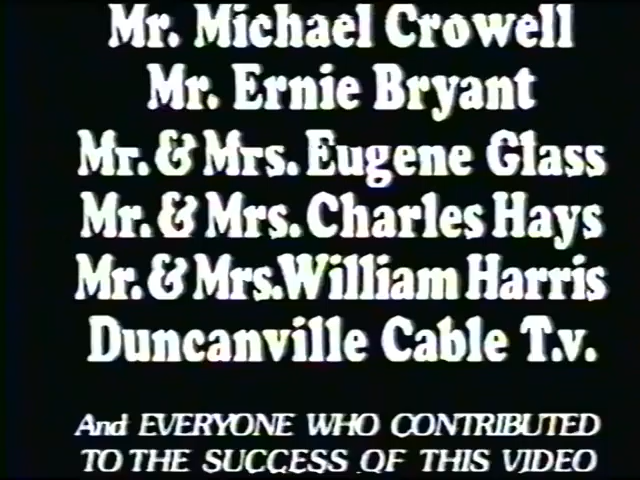 Mr. Michael Crowell
Mr. Ernie Bryant
Mr. & Mrs. Eugene Glass
Mr. & Mrs. Charles Hays
Mr. & Mrs. William Harris
Duncanville Cable T.v.
And EVERYONE WHO CONTRIBUTED
TO THE SUCCESS OF THIS VIDEO